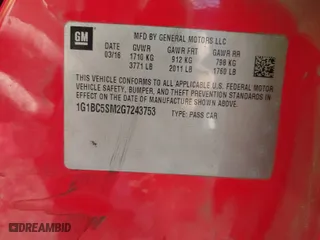 GM
MFD BY GENERAL MOTORS LLC
DATE GVWR GAWR FRT GAWR RR
03/16 1710 KG 912 KG 798 KG
3771 LB 2011 LB 1760 LB
THIS VEHICLE CONFORMS TO ALL APPLICABLE U.S. FEDERAL MOTOR
VEHICLE SAFETY, BUMPER, AND THEFT PREVENTION STANDARDS
IN EFFECT ON THE DATE OF MANUFACTURE SHOWN ABOVE.
1G1BC5SM2G7243753 TYPE: PASS CAR
DREAMBID